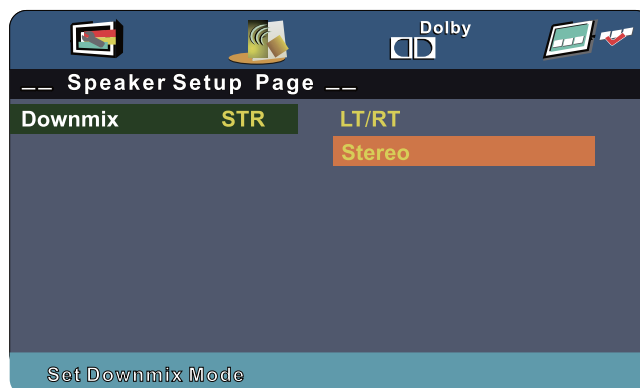 Dolby
__ Speaker Setup Page __
Downmix STR LT/RT
Stereo
Set Downmix Mode